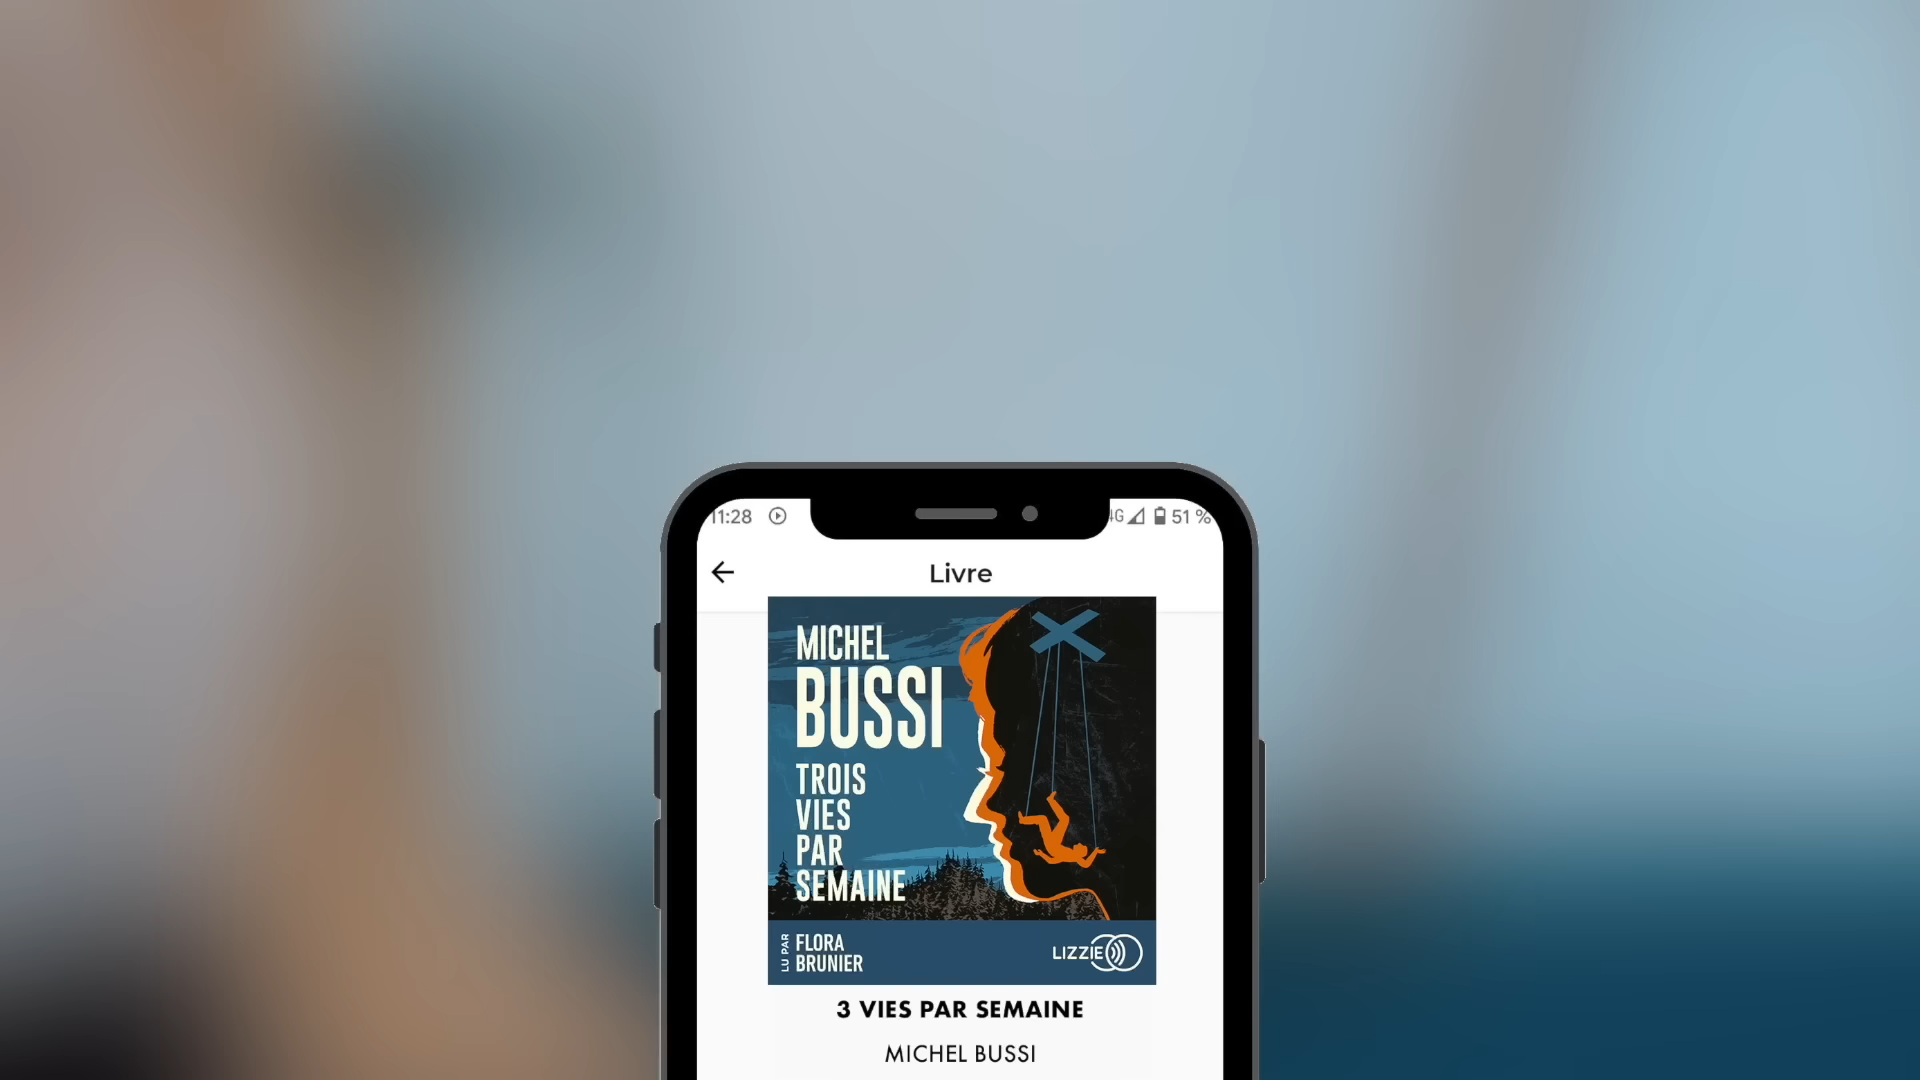 11:28
4G 51 %
Livre
MICHEL
BUSSI
TROIS
VIES
PAR
SEMAINE
LU PAR
FLORA
BRUNIER
LIZZIE
3 VIES PAR SEMAINE
MICHEL BUSSI